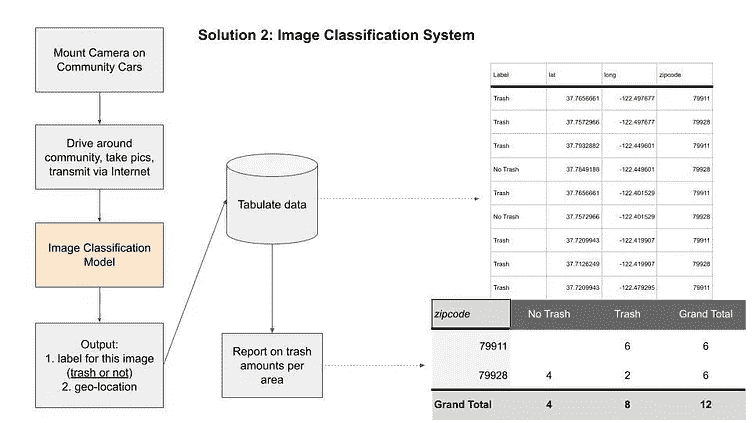 Solution 2: Image Classification System
Mount Camera on
Community Cars
Drive around
community, take pics,
transmit via Internet
Image Classification
Model
Output:
1. label for this image
(trash or not)
2. geo-location
Tabulate data
Report on trash
amounts per
area
Label lat long zipcode
Trash 37.7656661 -122.497677 79911
Trash 37.7572966 -122.497677 79928
Trash 37.7932882 -122.449601 79911
No Trash 37.7849189 -122.449601 79928
Trash 37.7656661 -122.401529 79911
No Trash 37.7572966 -122.401529 79928
Trash 37.7209943 -122.419907 79911
Trash 37.7126249 -122.419907 79928
Trash 37.7209943 -122.479295 79911
zipcode No Trash Trash Grand Total
79911 6 6
79928 4 2 6
Grand Total 4 8 12